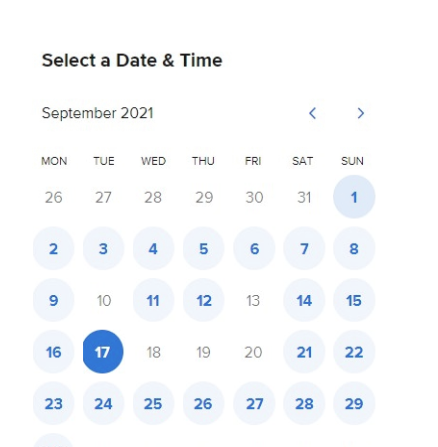 Select a Date & Time
September 2021
MON TUE WED THU FRI SAT SUN
26 27 28 29 30 31 1
2 3 4 5 6 7 8
9 10 11 12 13 14 15
16 17 18 19 20 21 22
23 24 25 26 27 28 29